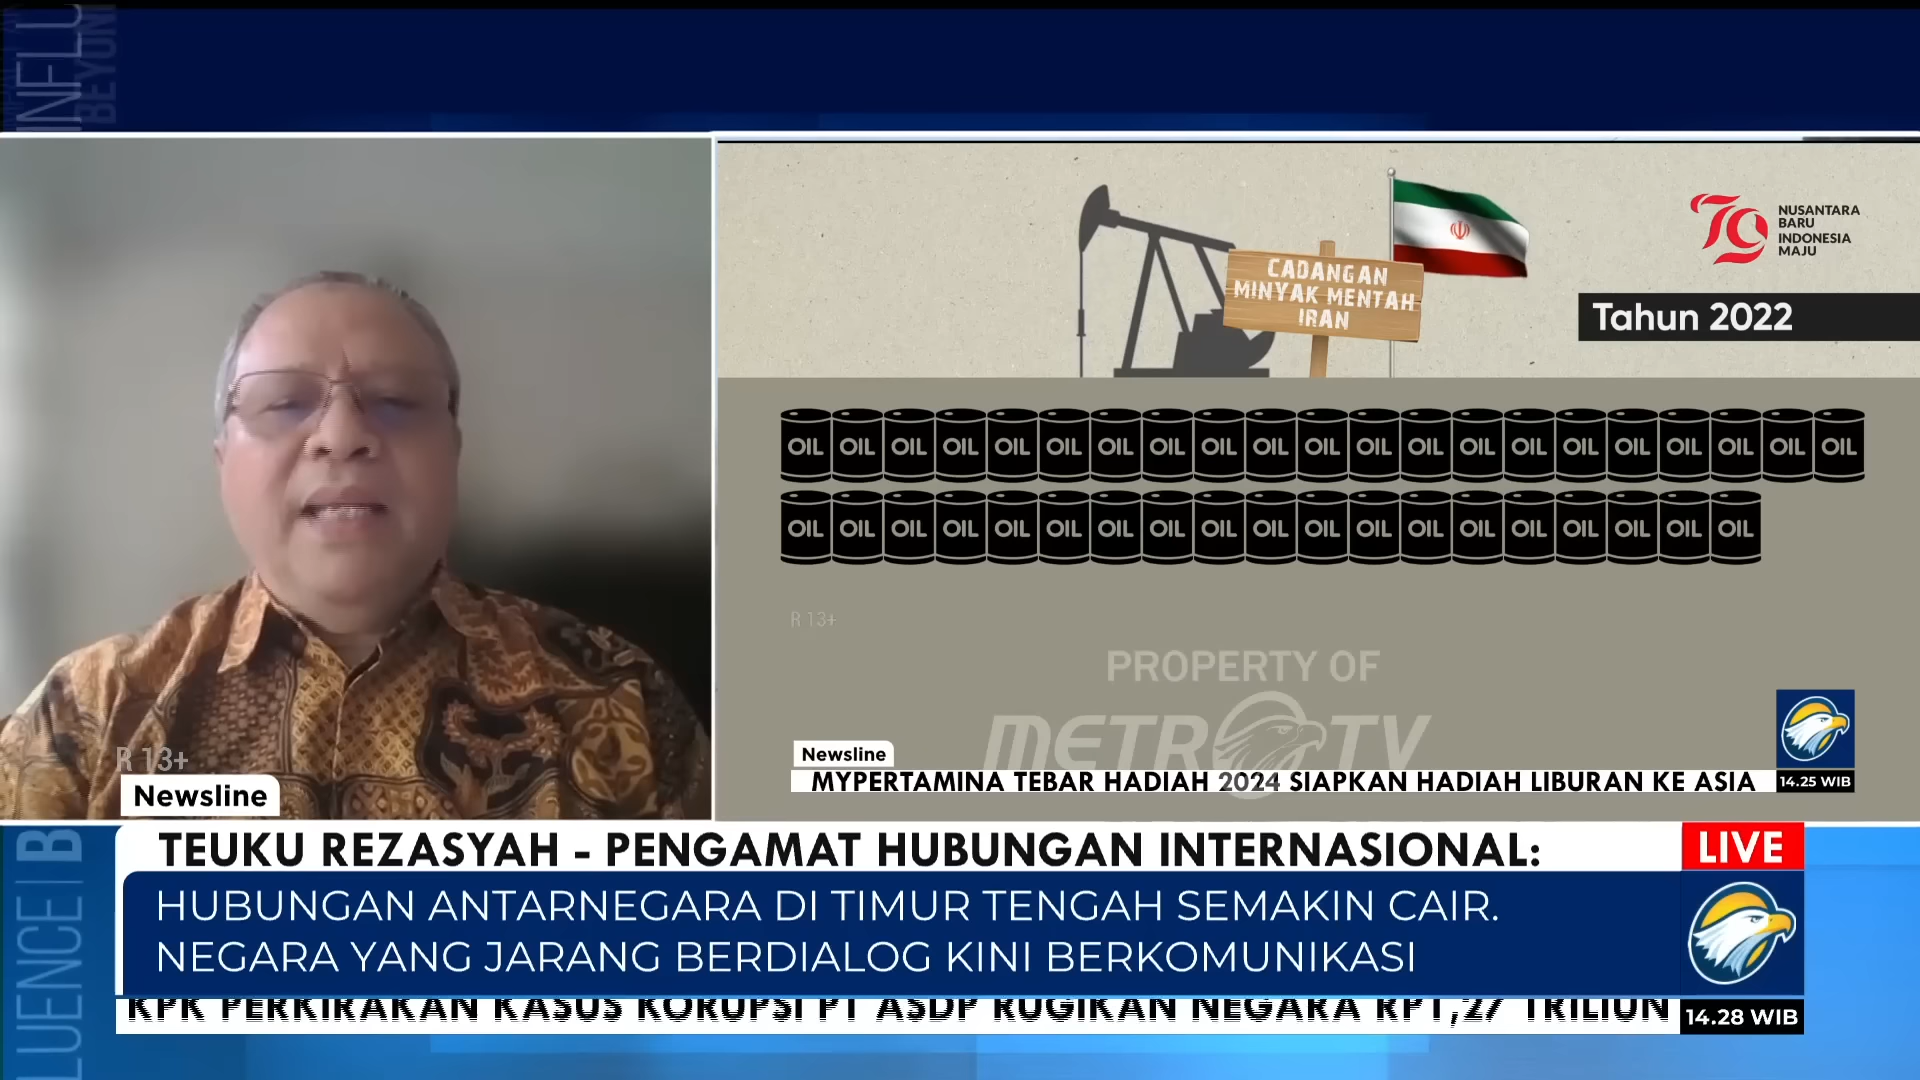 INFLU
BEYON
NUSANTARA
BARU
INDONESIA
MAJU
79
CADANGAN
MINYAK MENTAH
IRAN
Tahun 2022
OIL OIL OIL OIL OIL OIL OIL OIL OIL OIL OIL OIL OIL OIL OIL OIL OIL OIL OIL OIL OIL
OIL OIL OIL OIL OIL OIL OIL OIL OIL OIL OIL OIL OIL OIL OIL OIL OIL OIL OIL
R 13+
PROPERTY OF
METRO TV
Newsline
MYPERTAMINA TEBAR HADIAH 2024 SIAPKAN HADIAH LIBURAN KE ASIA
14.25 WIB
R 13+
Newsline
TEUKU REZASYAH - PENGAMAT HUBUNGAN INTERNASIONAL:
LIVE
HUBUNGAN ANTARNEGARA DI TIMUR TENGAH SEMAKIN CAIR.
NEGARA YANG JARANG BERDIALOG KINI BERKOMUNIKASI
LUENCE B
KPK PERKIRAKAN KASUS KORUPSI PT ASDP RUGIKAN NEGARA RP1,27 TRILIUN
14.28 WIB